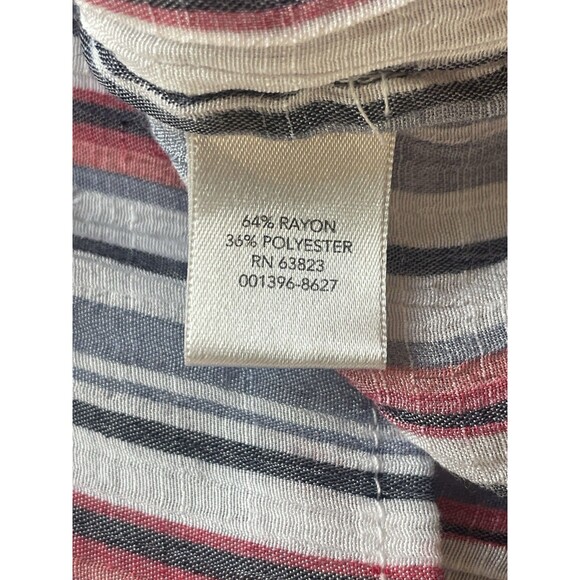 64% RAYON
36% POLYESTER
RN 63823
001396-8627